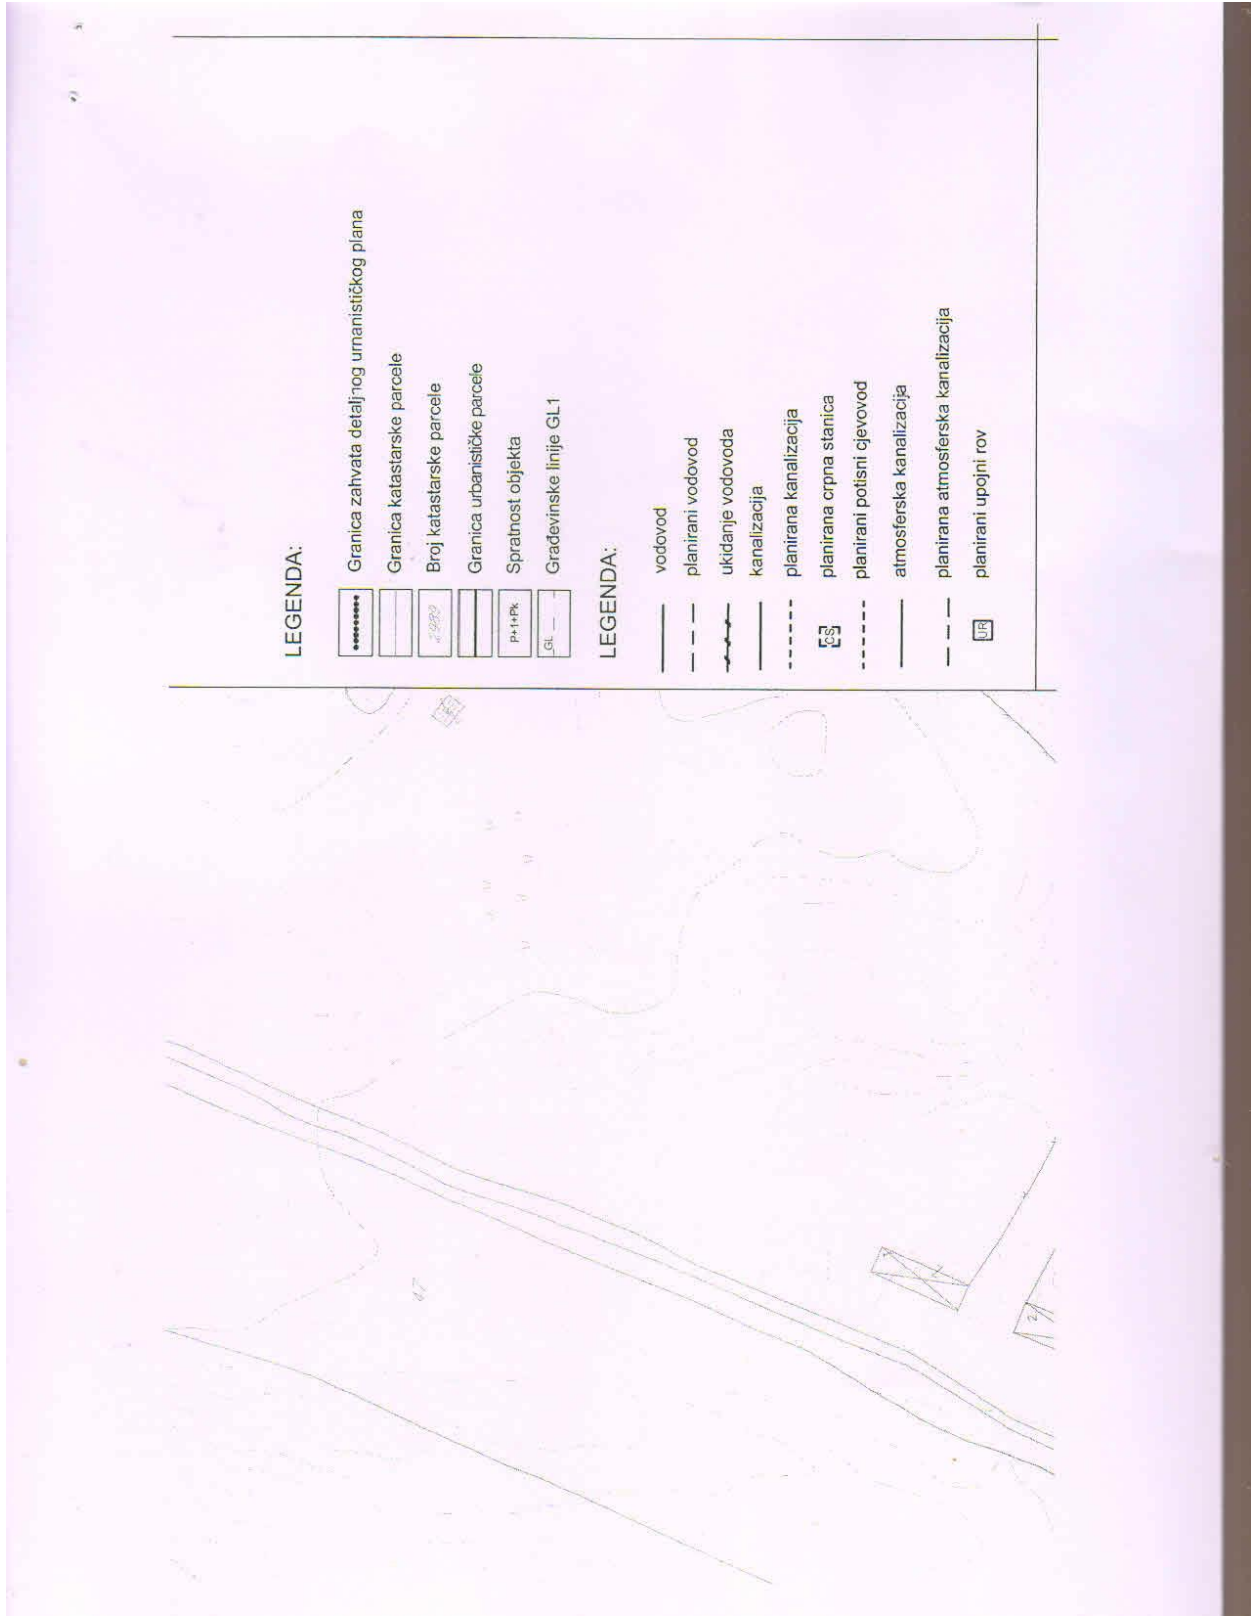 LEGENDA:
Granica zahvata detaljnog urnanističkog plana
Granica katastarske parcele
2989 Broj katastarske parcele
Granica urbanističke parcele
P+1+Pk Spratnost objekta
GL Građevinske linije GL1
LEGENDA:
vodovod
planirani vodovod
ukidanje vodovoda
kanalizacija
planirana kanalizacija
CS planirana crpna stanica
planirani potisni cjevovod
atmosferska kanalizacija
planirana atmosferska kanalizacija
UR planirani upojni rov